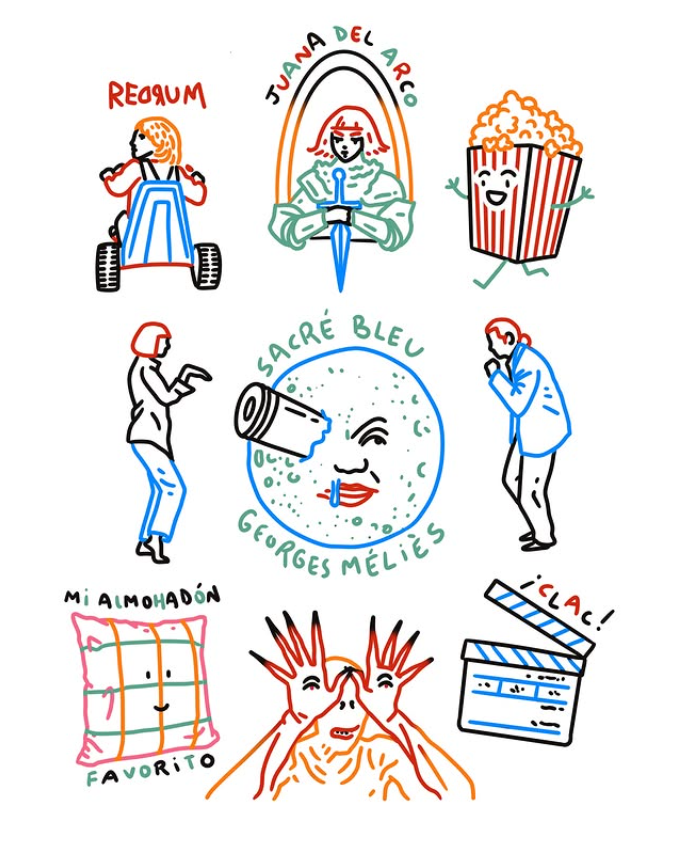 REDRUM
JUANA DEL ARCO
SACRÉ BLEU
GEORGES MÉLIÈS
MI ALMOHADÓN
FAVORITO
¡CLAC!